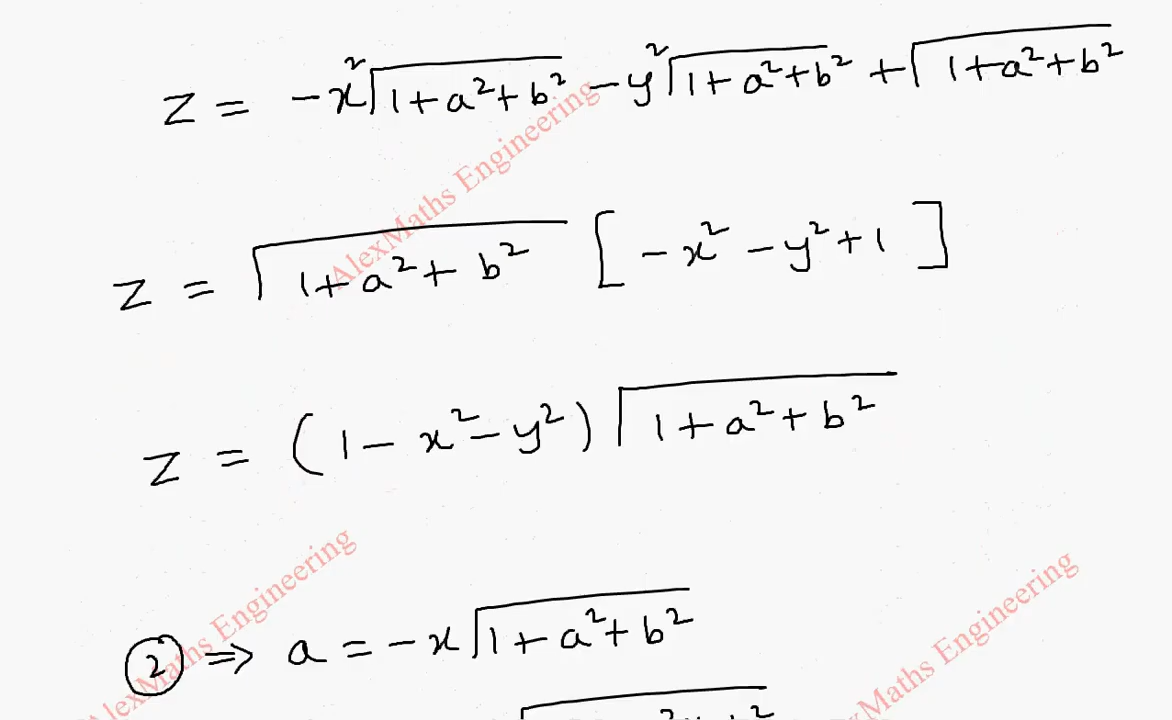 z = -x²√1+a²+b² - y²√1+a²+b² + √1+a²+b²
z = √1+a²+b² [-x² - y² + 1]
z = (1 - x² - y²) √1+a²+b²
② ⇒ a = -x√1+a²+b²
AlexMaths Engineering
AlexMaths Engineering
AlexMaths Engineering